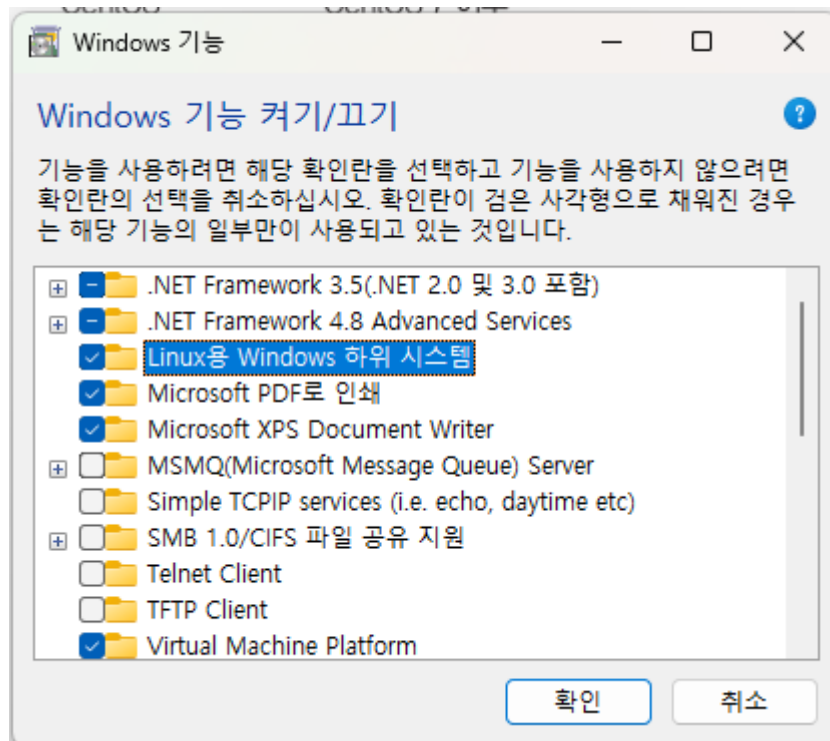 Windows 기능
Windows 기능 켜기/끄기
기능을 사용하려면 해당 확인란을 선택하고 기능을 사용하지 않으려면
확인란의 선택을 취소하십시오. 확인란이 검은 사각형으로 채워진 경우
는 해당 기능의 일부만이 사용되고 있는 것입니다.
.NET Framework 3.5(.NET 2.0 및 3.0 포함)
.NET Framework 4.8 Advanced Services
Linux용 Windows 하위 시스템
Microsoft PDF로 인쇄
Microsoft XPS Document Writer
MSMQ(Microsoft Message Queue) Server
Simple TCPIP services (i.e. echo, daytime etc)
SMB 1.0/CIFS 파일 공유 지원
Telnet Client
TFTP Client
Virtual Machine Platform
확인
취소